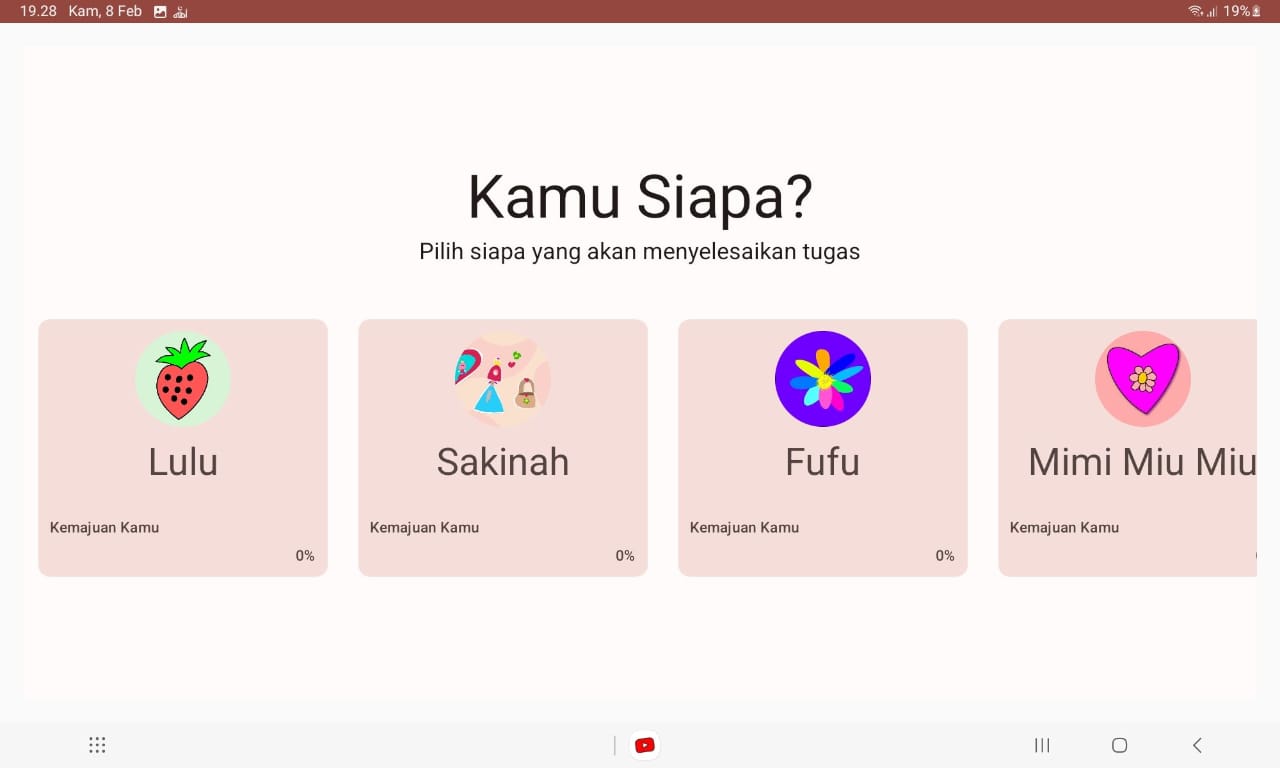 19.28 Kam, 8 Feb 19%
Kamu Siapa?
Pilih siapa yang akan menyelesaikan tugas
Lulu
Kemajuan Kamu
0%
Sakinah
Kemajuan Kamu
0%
Fufu
Kemajuan Kamu
0%
Mimi Miu Miu
Kemajuan Kamu